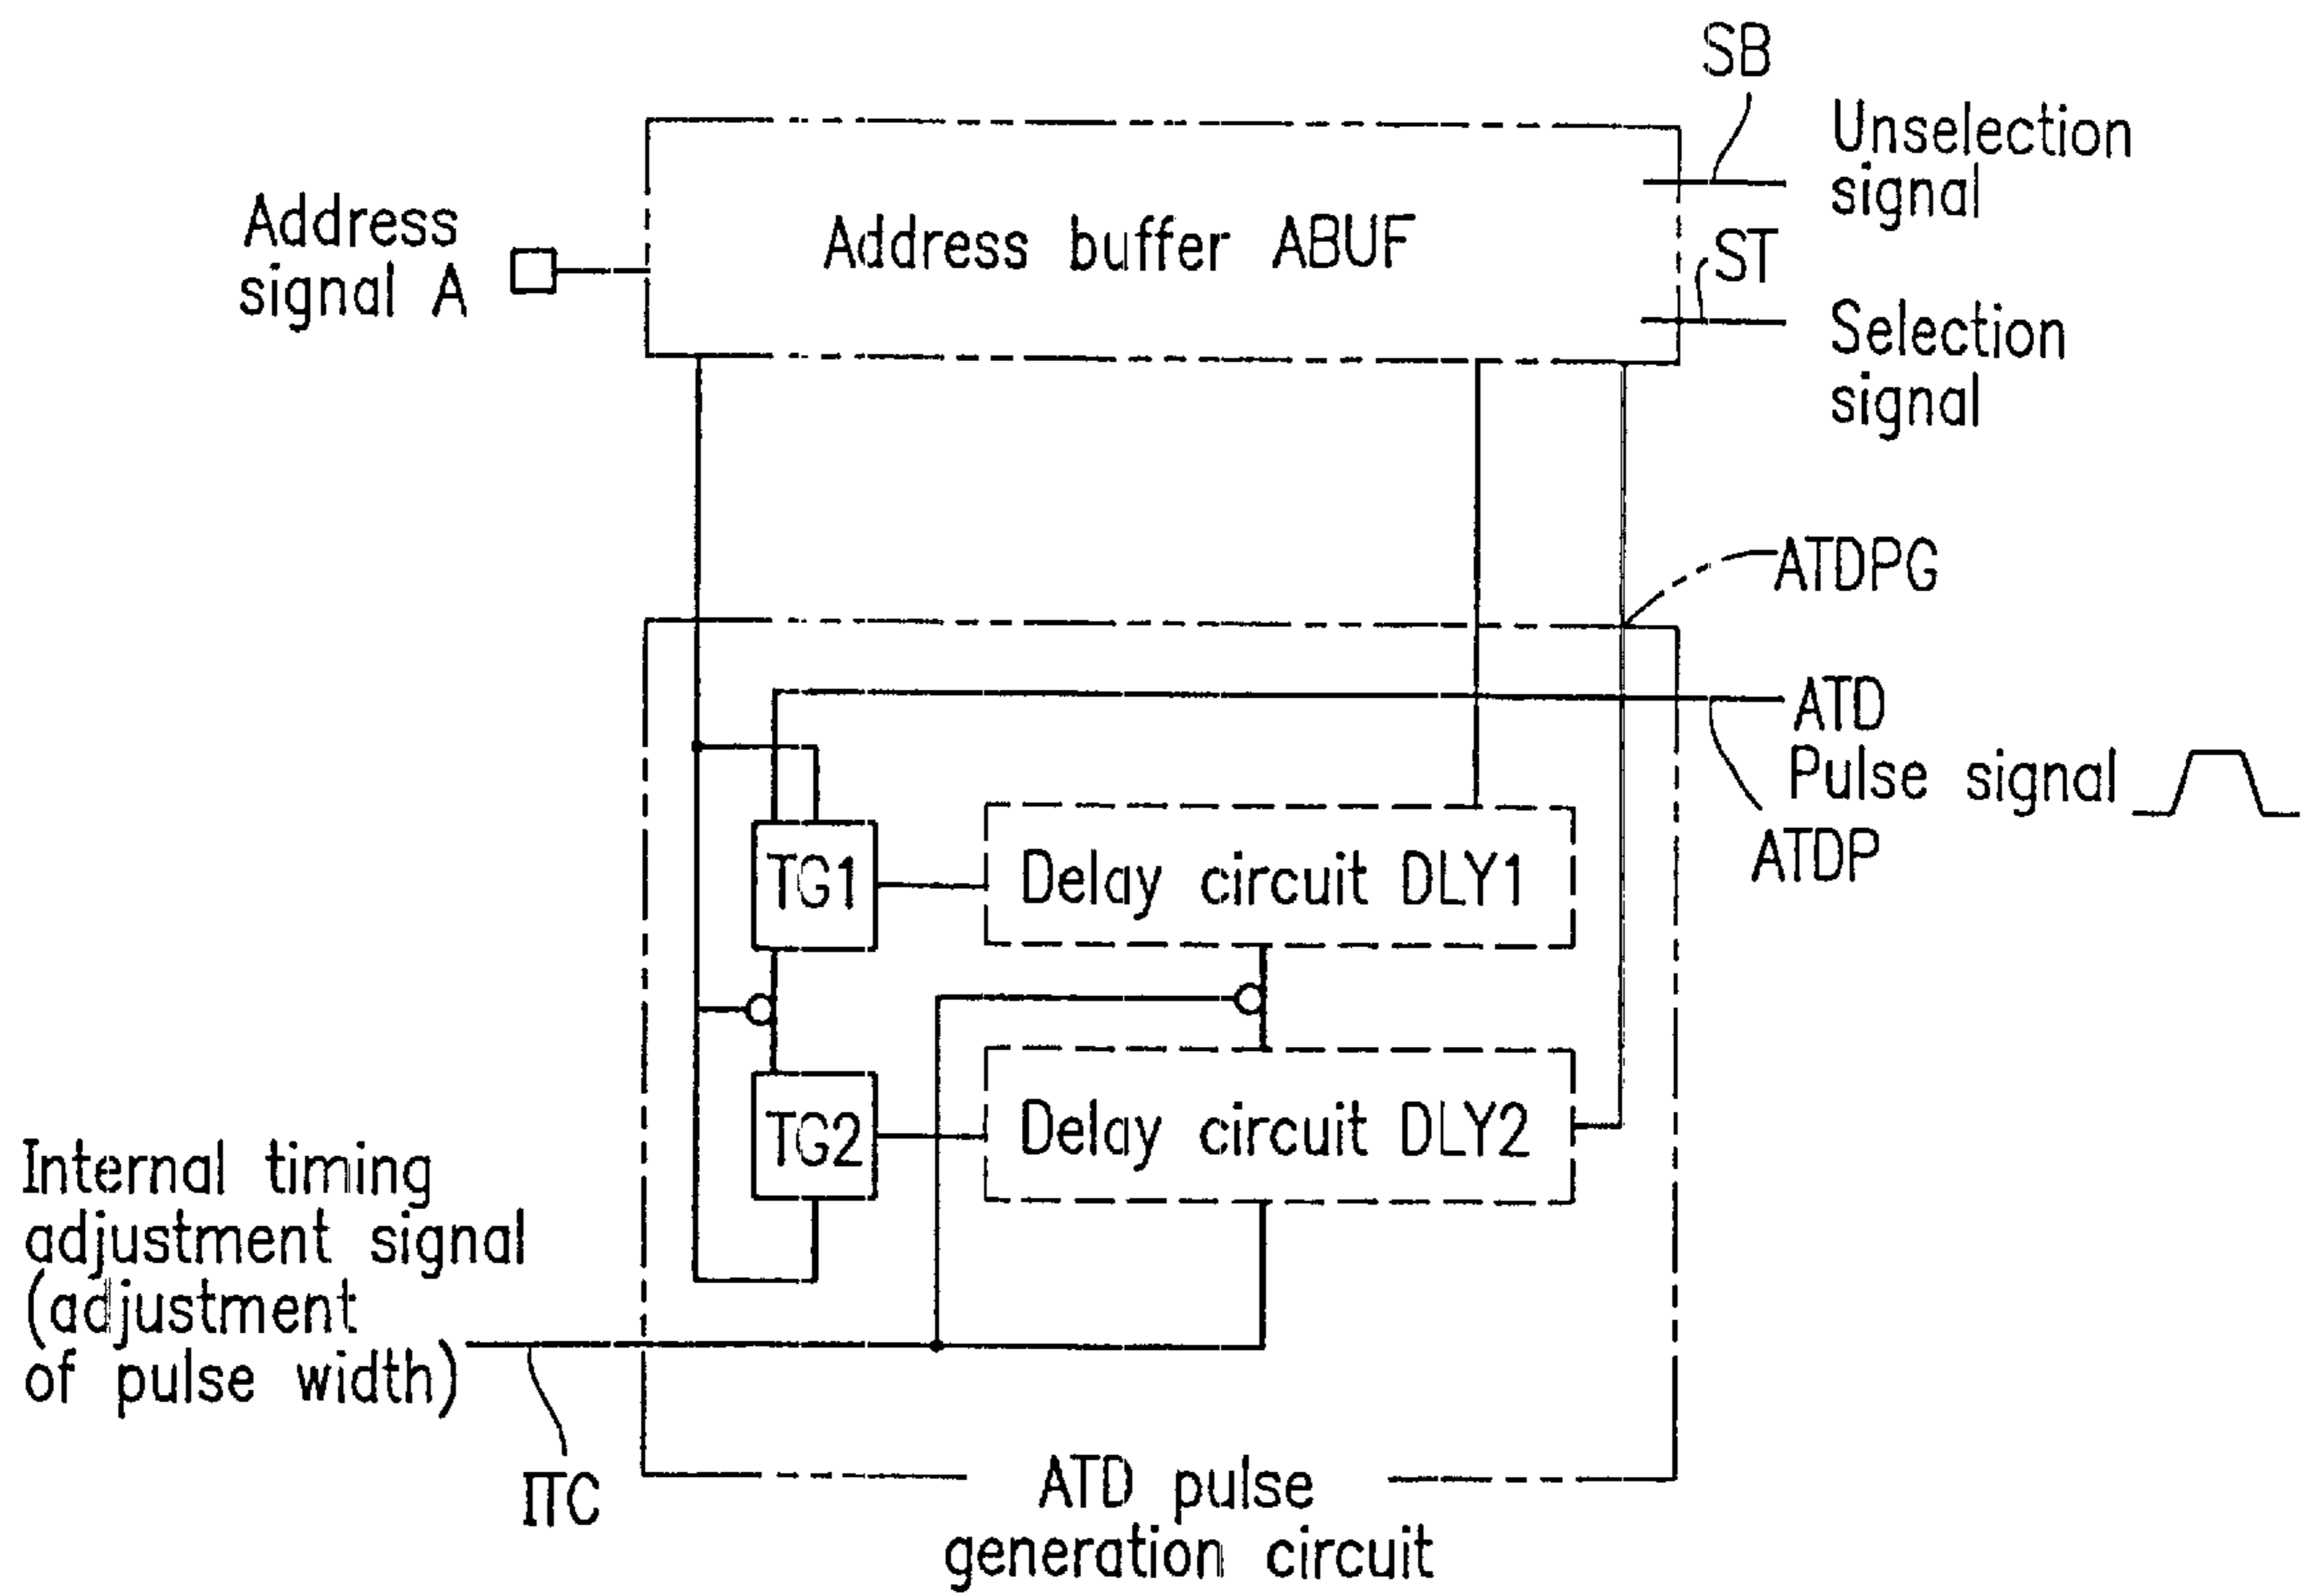 SB
Unselection
signal
Address
signal A
Address buffer ABUF
ST
Selection
signal
ATDPG
ATD
Pulse signal
ATDP
TG1
Delay circuit DLY1
TG2
Delay circuit DLY2
Internal timing
adjustment signal
(adjustment
of pulse width)
ITC
ATD pulse
generation circuit